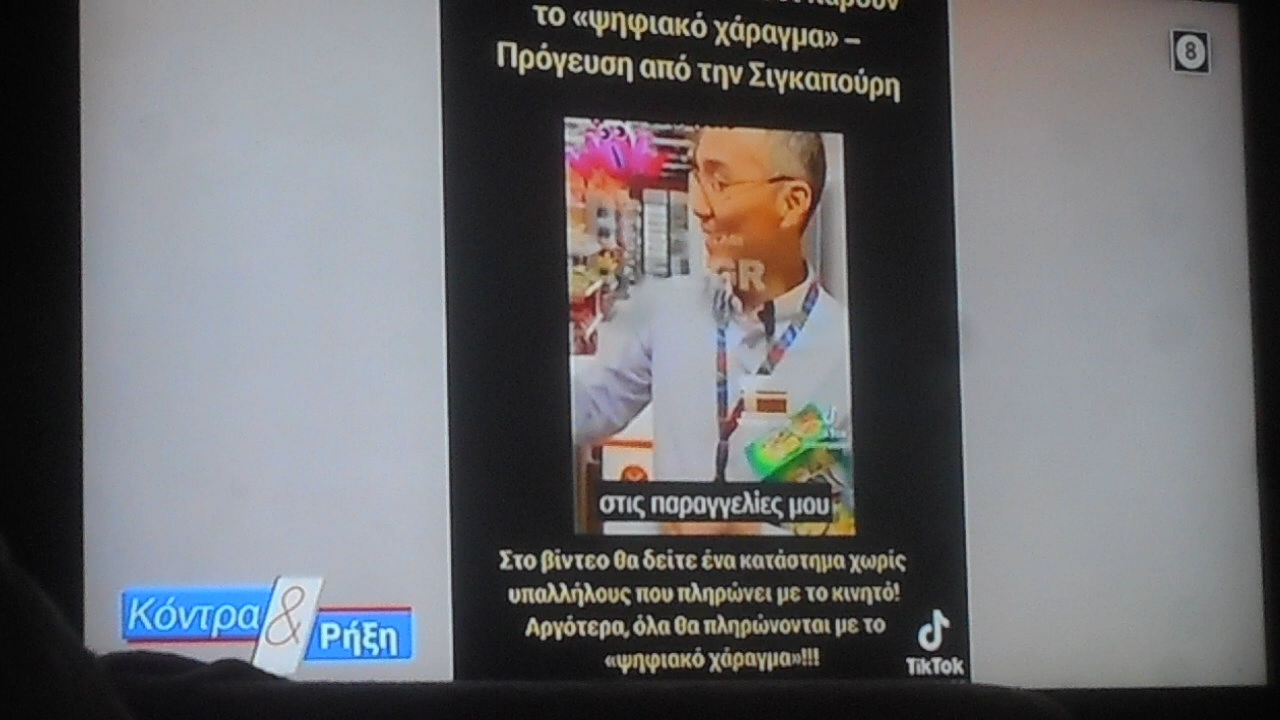 το «ψηφιακό χάραγμα» –
Πρόγευση από την Σιγκαπούρη
8
GR
στις παραγγελίες μου
Στο βίντεο θα δείτε ένα κατάστημα χωρίς
υπαλλήλους που πληρώνει με το κινητό!
Αργότερα, όλα θα πληρώνονται με το
«ψηφιακό χάραγμα»!!!
TikTok
Κόντρα & Ρήξη